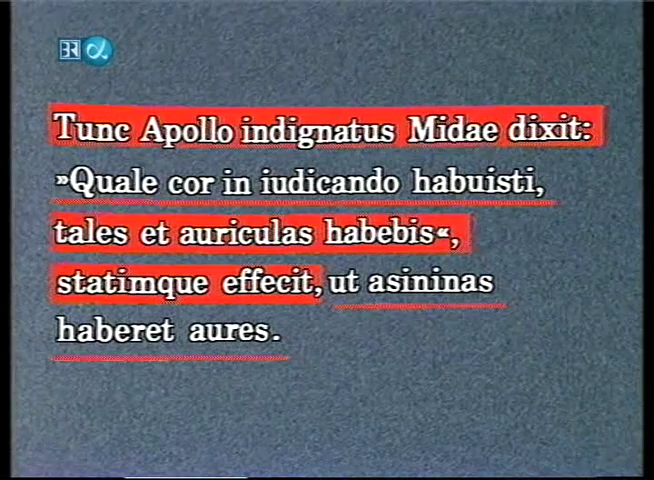 BR α
Tunc Apollo indignatus Midae dixit:
»Quale cor in iudicando habuisti,
tales et auriculas habebis«,
statimque effecit, ut asininas
haberet aures.